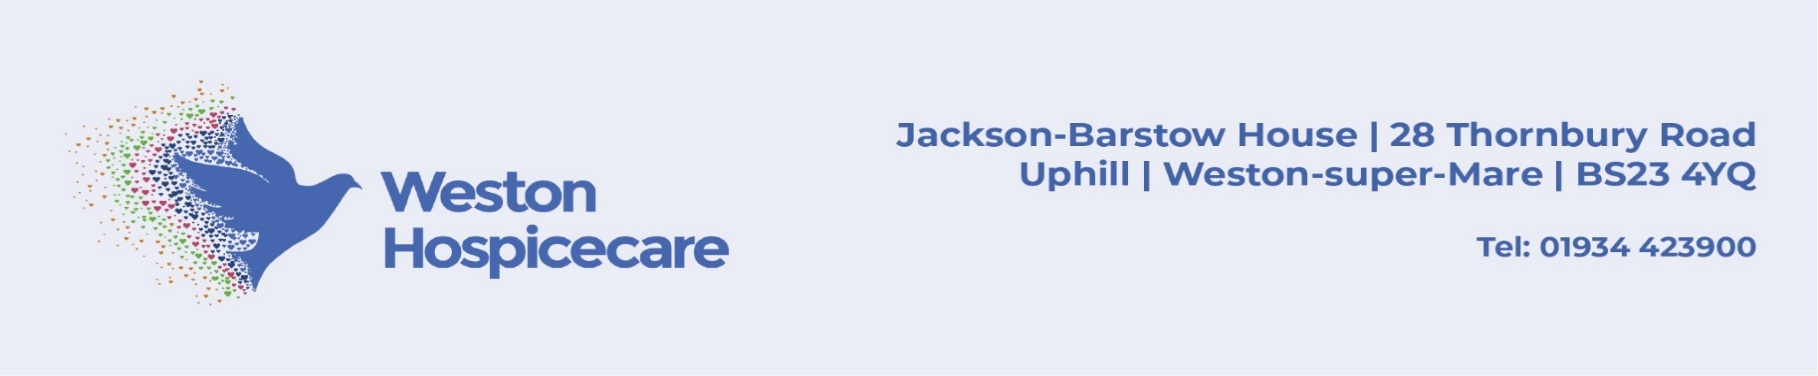 Weston
Hospicecare
Jackson-Barstow House | 28 Thornbury Road
Uphill | Weston-super-Mare | BS23 4YQ
Tel: 01934 423900